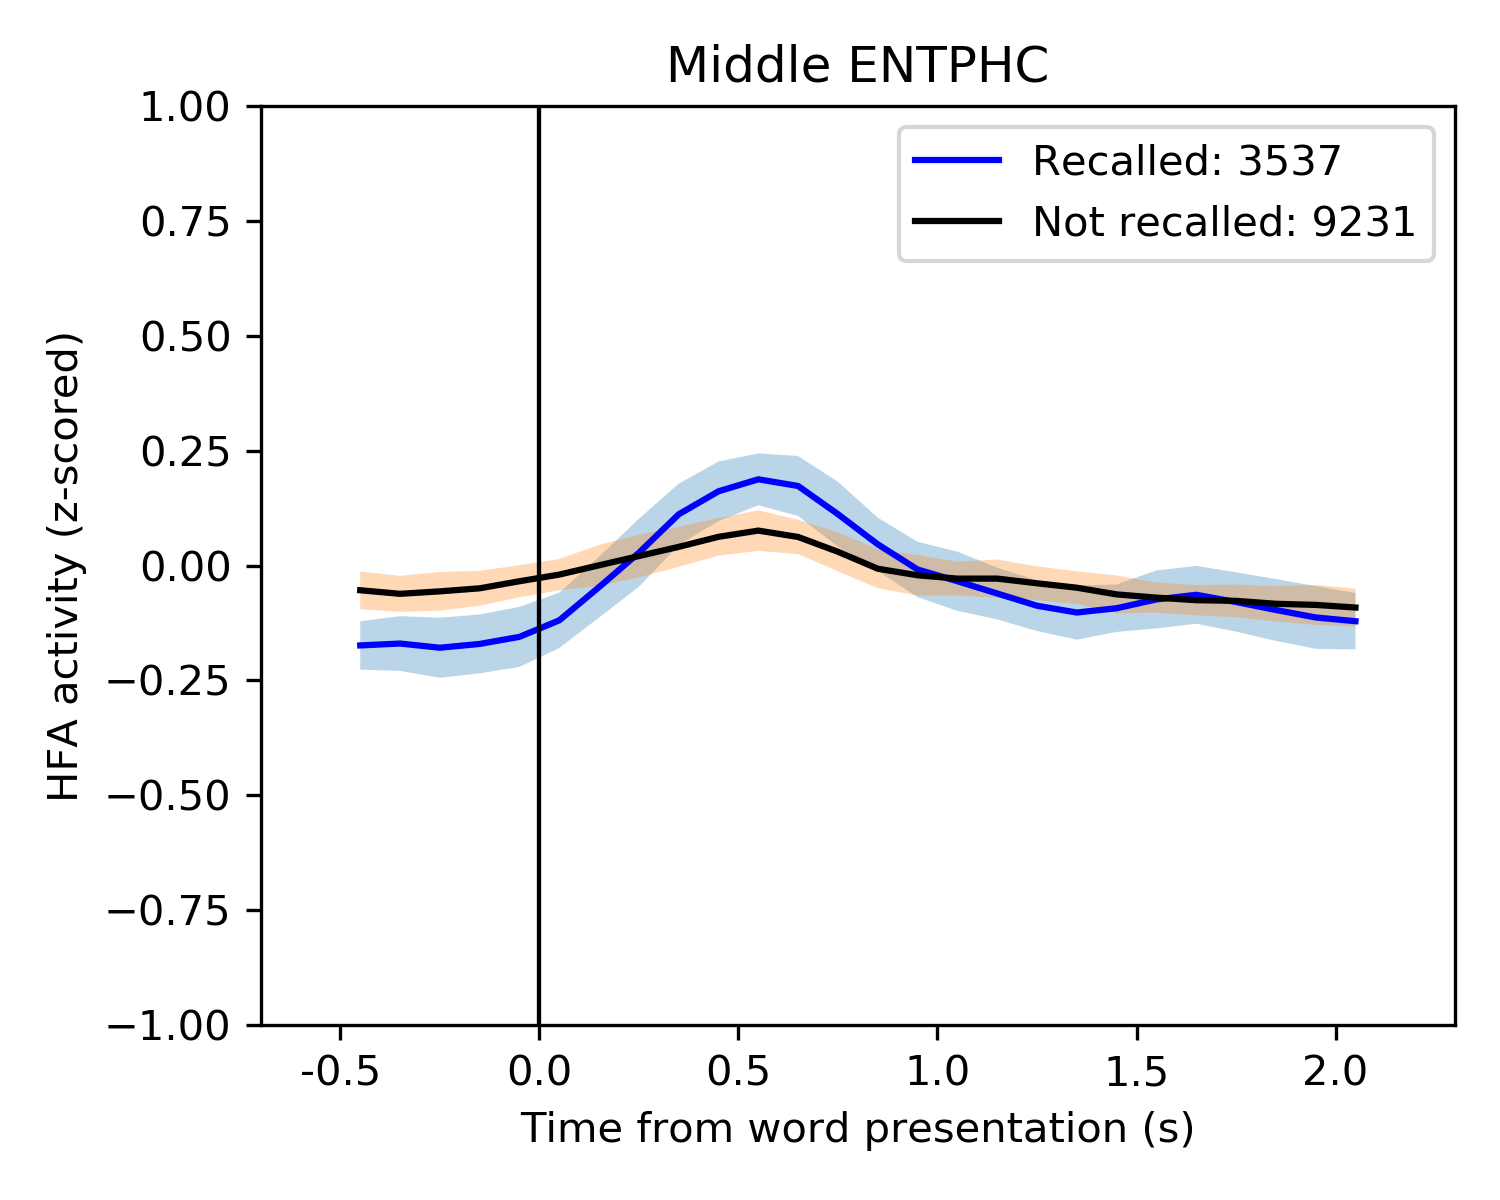 Middle ENTPHC
Recalled: 3537
Not recalled: 9231
HFA activity (z-scored)
1.00
0.75
0.50
0.25
0.00
−0.25
−0.50
−0.75
−1.00
-0.5 0.0 0.5 1.0 1.5 2.0
Time from word presentation (s)